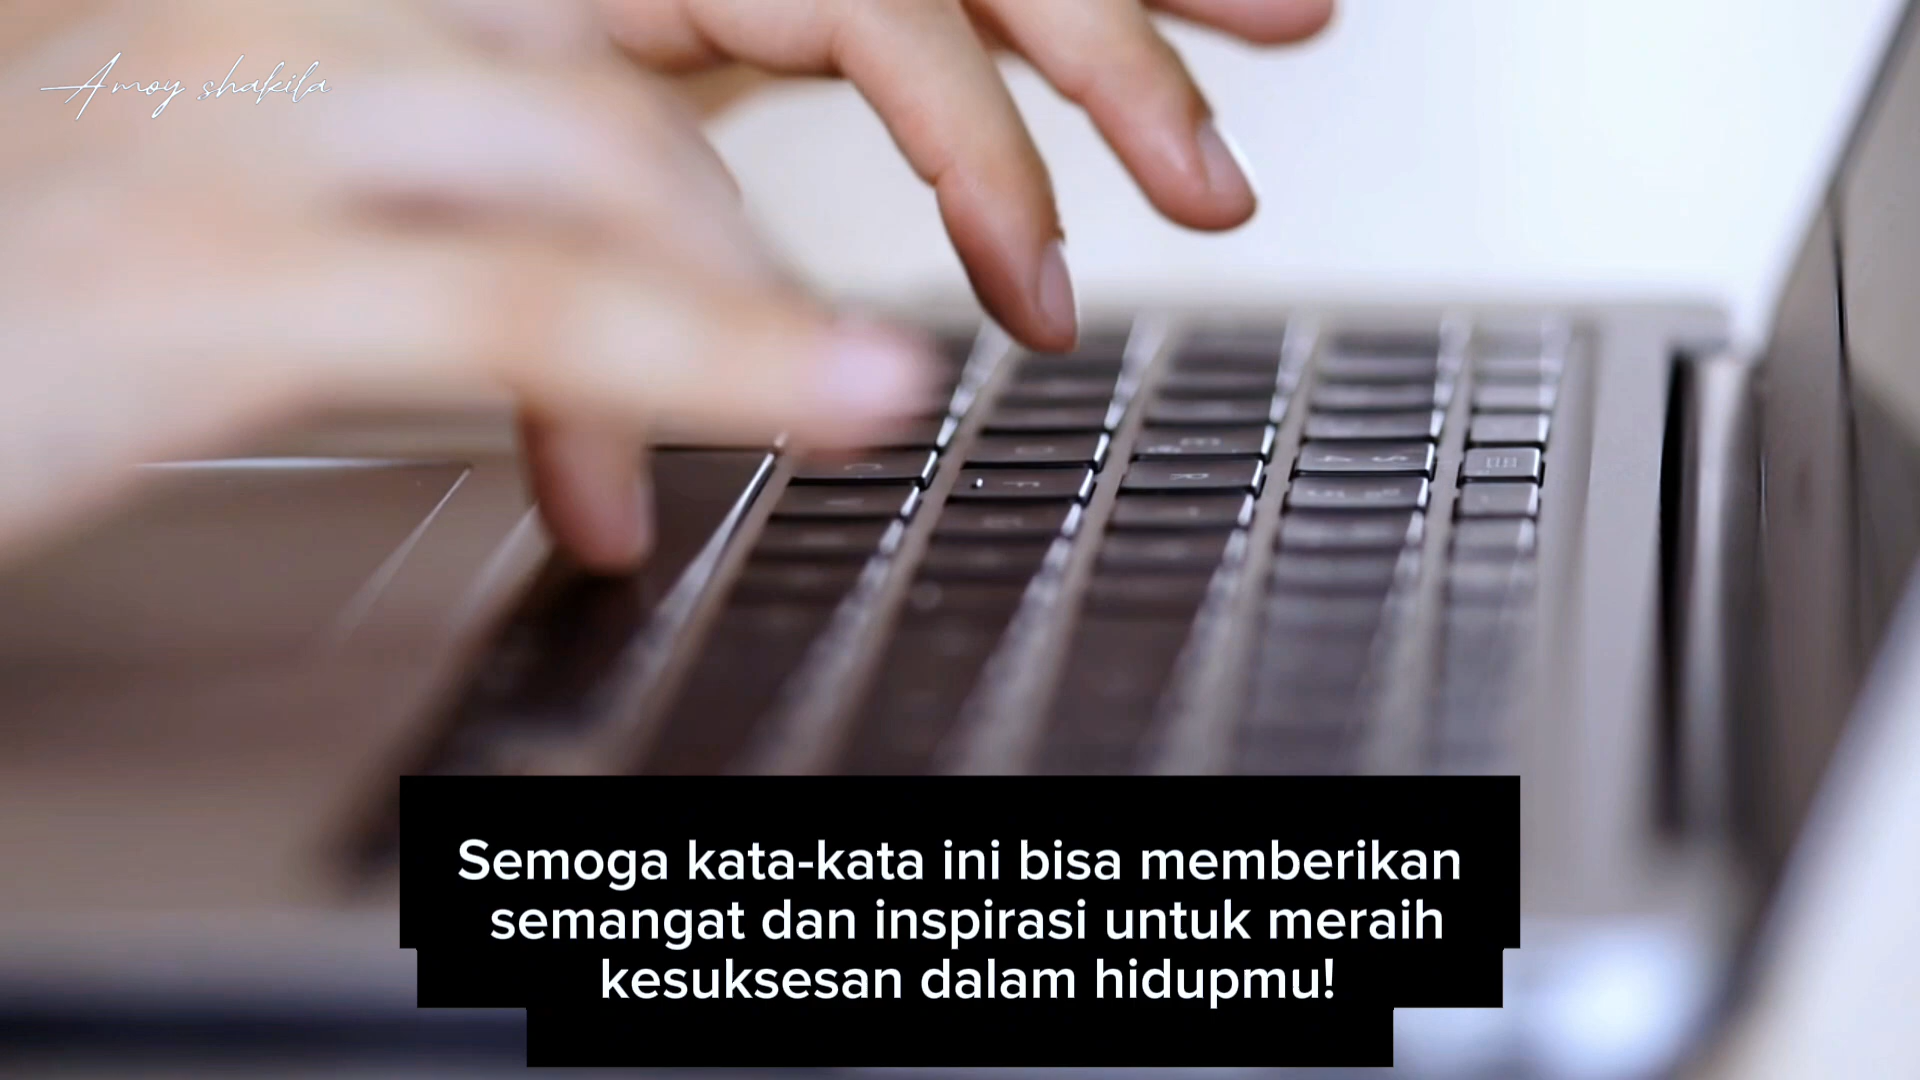 Amoy shakila
Semoga kata-kata ini bisa memberikan
semangat dan inspirasi untuk meraih
kesuksesan dalam hidupmu!